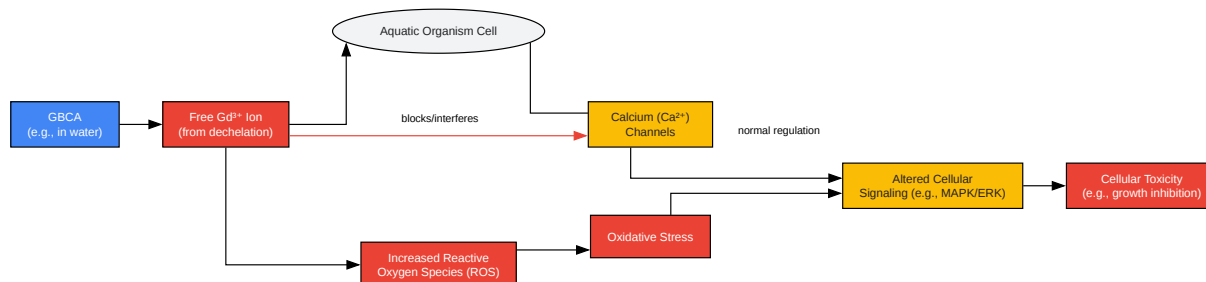 Aquatic Organism Cell
GBCA
(e.g., in water)
Free Gd³⁺ Ion
(from dechelation)
blocks/interferes
Calcium (Ca²⁺)
Channels
normal regulation
Altered Cellular
Signaling (e.g., MAPK/ERK)
Cellular Toxicity
(e.g., growth inhibition)
Oxidative Stress
Increased Reactive
Oxygen Species (ROS)